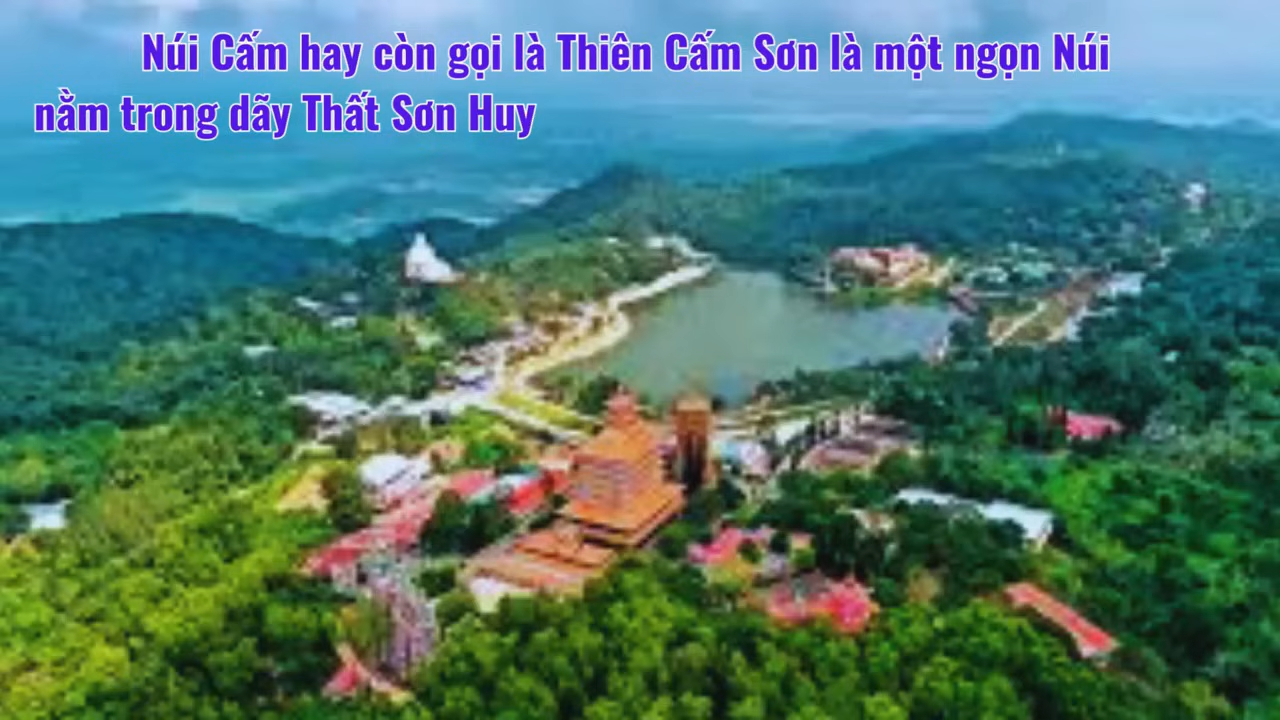 Núi Cấm hay còn gọi là Thiên Cấm Sơn là một ngọn Núi
nằm trong dãy Thất Sơn Huy